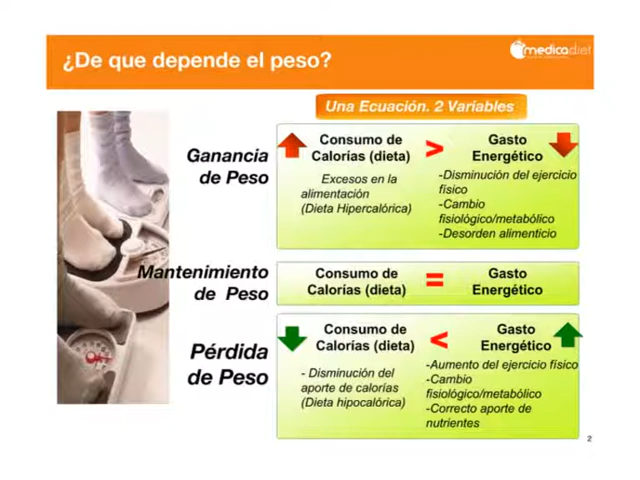 ¿De que depende el peso?
medicadiet
Una Ecuación. 2 Variables
Ganancia
de Peso
Consumo de
Calorías (dieta)
Excesos en la
alimentación
(Dieta Hipercalórica)
>
Gasto
Energético
-Disminución del ejercicio
físico
-Cambio
fisiológico/metabólico
-Desorden alimenticio
Mantenimiento
de Peso
Consumo de
Calorías (dieta)
=
Gasto
Energético
Pérdida
de Peso
Consumo de
Calorías (dieta)
- Disminución del
aporte de calorías
(Dieta hipocalórica)
<
Gasto
Energético
-Aumento del ejercicio físico
-Cambio
fisiológico/metabólico
-Correcto aporte de
nutrientes
2